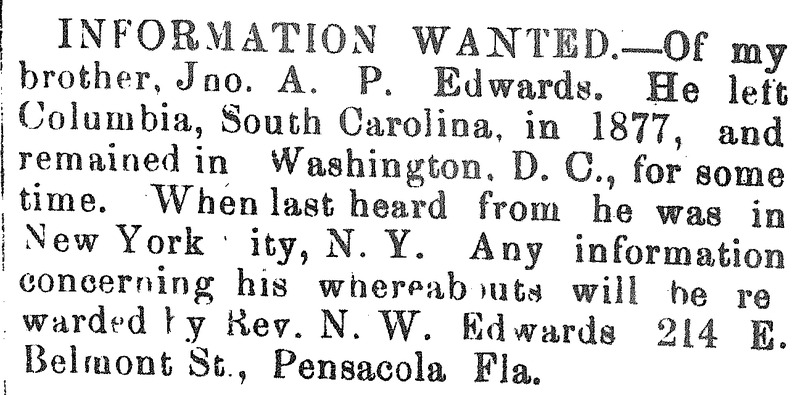 INFORMATION WANTED.—Of my
brother, Jno. A. P. Edwards. He left
Columbia, South Carolina, in 1877, and
remained in Washington, D. C., for some
time. When last heard from he was in
New York ity, N. Y. Any information
concerning his whereabouts will be re
warded by Rev. N. W. Edwards 214 E.
Belmont St., Pensacola Fla.